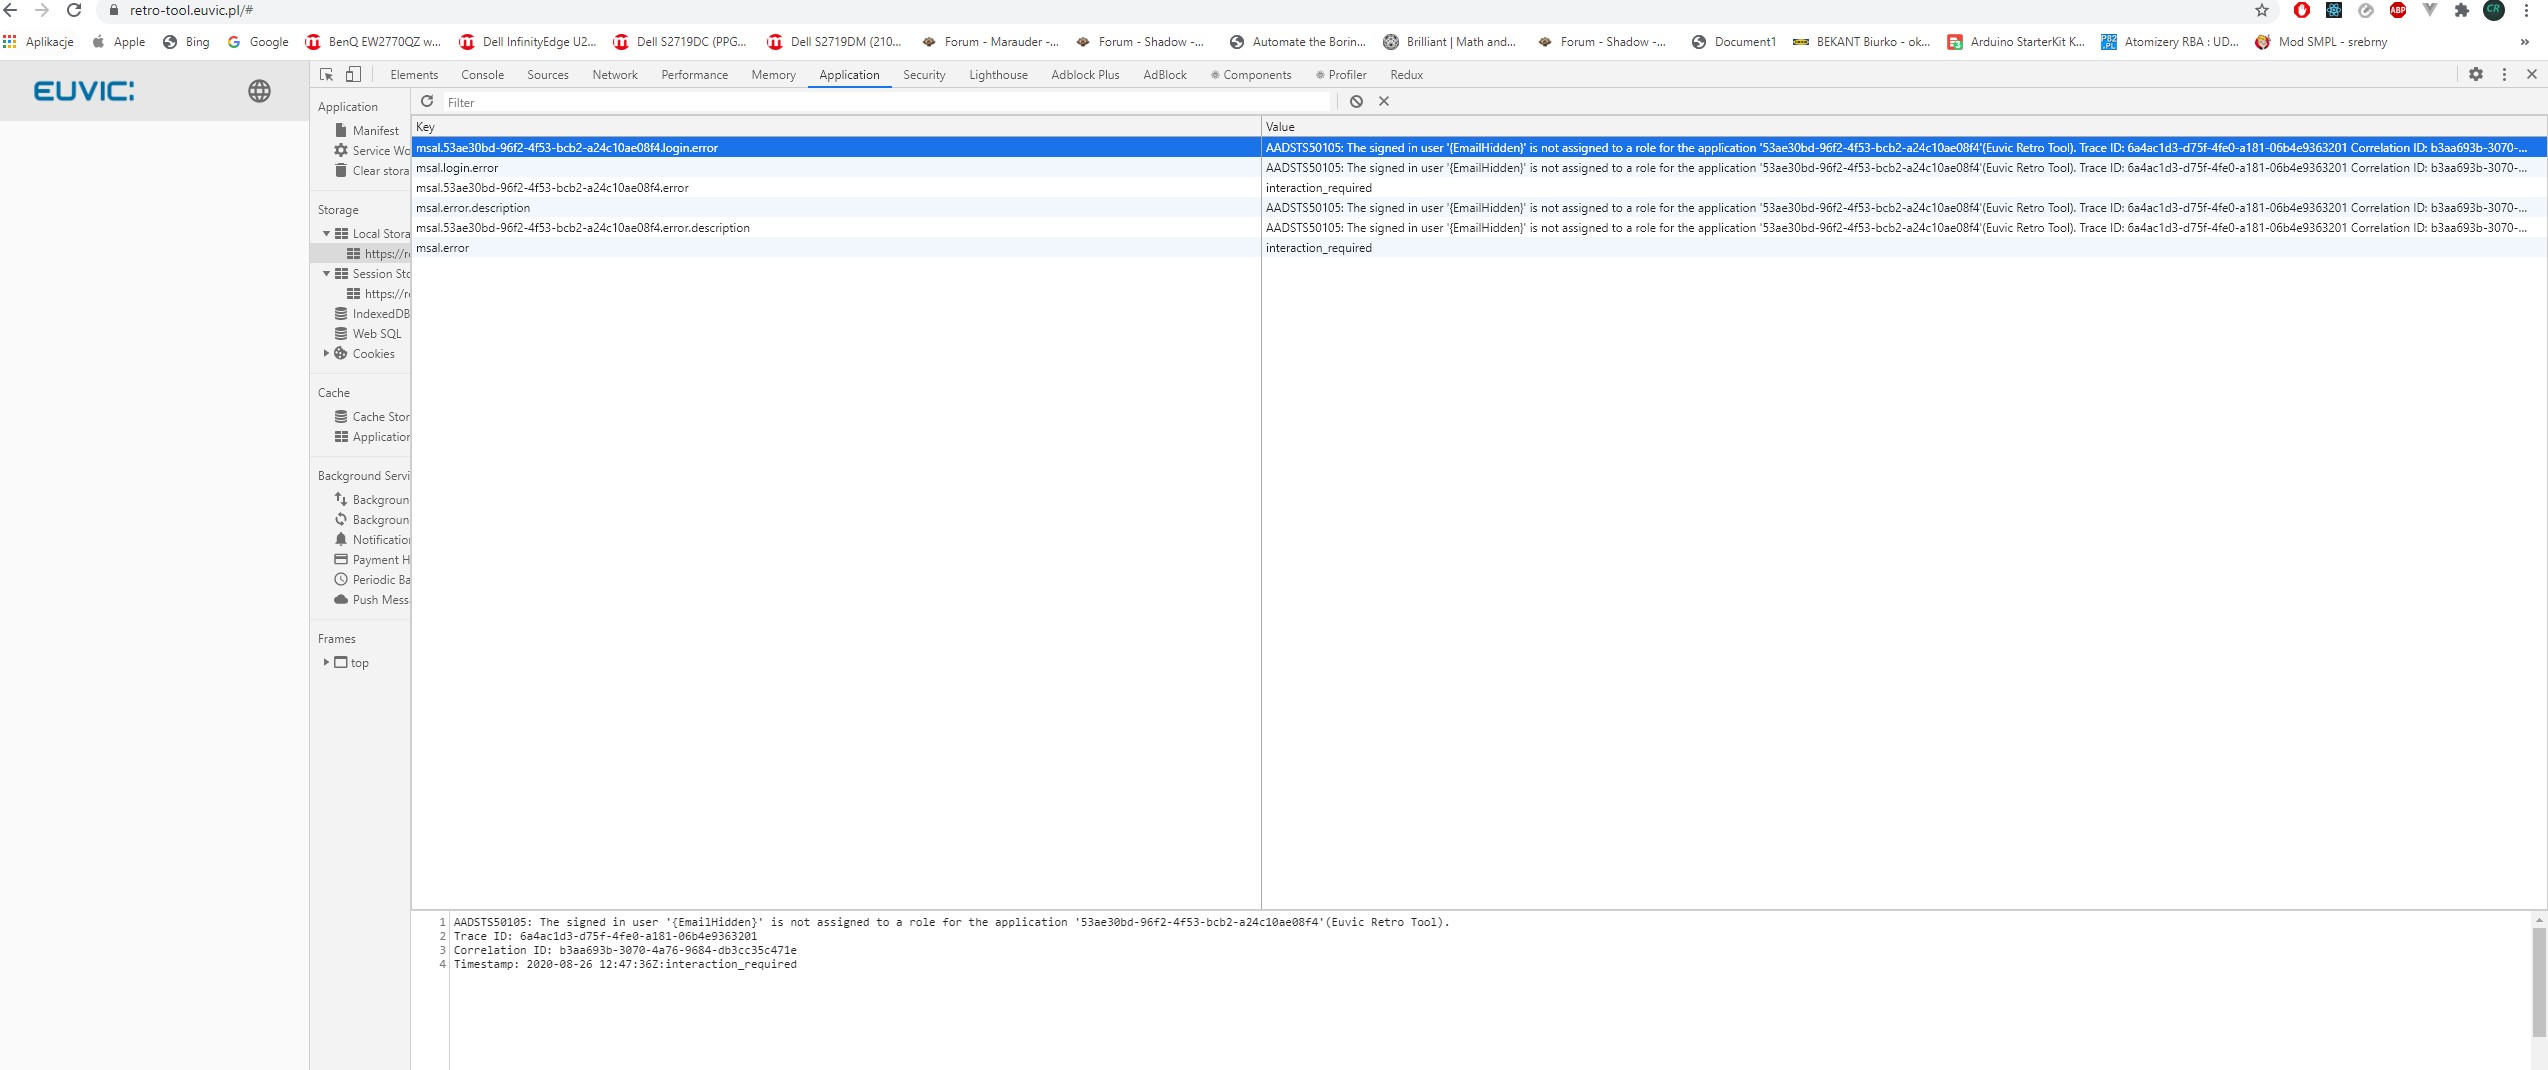 retro-tool.euvic.pl/#
Aplikacje Apple Bing Google BenQ EW2770QZ w... Dell InfinityEdge U2... Dell S2719DC (PPG... Dell S2719DM (210... Forum - Marauder -... Forum - Shadow -... Automate the Borin... Brilliant | Math and... Forum - Shadow -... Document1 BEKANT Biurko - ok... Arduino StarterKit K... Atomizery RBA : UD... Mod SMPL - srebrny »
EUVIC:
Elements Console Sources Network Performance Memory Application Security Lighthouse Adblock Plus AdBlock Components Profiler Redux
Filter
Application
Manifest
Service Wo
Clear stora
Storage
Local Stora
https://re
Session Sto
https://re
IndexedDB
Web SQL
Cookies
Cache
Cache Stor
Application
Background Servi
Backgroun
Backgroun
Notification
Payment H
Periodic Ba
Push Mess
Frames
top
Key Value
msal.53ae30bd-96f2-4f53-bcb2-a24c10ae08f4.login.error AADSTS50105: The signed in user '{EmailHidden}' is not assigned to a role for the application '53ae30bd-96f2-4f53-bcb2-a24c10ae08f4'(Euvic Retro Tool). Trace ID: 6a4ac1d3-d75f-4fe0-a181-06b4e9363201 Correlation ID: b3aa693b-3070-...
msal.login.error AADSTS50105: The signed in user '{EmailHidden}' is not assigned to a role for the application '53ae30bd-96f2-4f53-bcb2-a24c10ae08f4'(Euvic Retro Tool). Trace ID: 6a4ac1d3-d75f-4fe0-a181-06b4e9363201 Correlation ID: b3aa693b-3070-...
msal.53ae30bd-96f2-4f53-bcb2-a24c10ae08f4.error interaction_required
msal.error.description AADSTS50105: The signed in user '{EmailHidden}' is not assigned to a role for the application '53ae30bd-96f2-4f53-bcb2-a24c10ae08f4'(Euvic Retro Tool). Trace ID: 6a4ac1d3-d75f-4fe0-a181-06b4e9363201 Correlation ID: b3aa693b-3070-...
msal.53ae30bd-96f2-4f53-bcb2-a24c10ae08f4.error.description AADSTS50105: The signed in user '{EmailHidden}' is not assigned to a role for the application '53ae30bd-96f2-4f53-bcb2-a24c10ae08f4'(Euvic Retro Tool). Trace ID: 6a4ac1d3-d75f-4fe0-a181-06b4e9363201 Correlation ID: b3aa693b-3070-...
msal.error interaction_required
1 AADSTS50105: The signed in user '{EmailHidden}' is not assigned to a role for the application '53ae30bd-96f2-4f53-bcb2-a24c10ae08f4'(Euvic Retro Tool).
2 Trace ID: 6a4ac1d3-d75f-4fe0-a181-06b4e9363201
3 Correlation ID: b3aa693b-3070-4a76-9684-db3cc35c471e
4 Timestamp: 2020-08-26 12:47:36Z:interaction_required